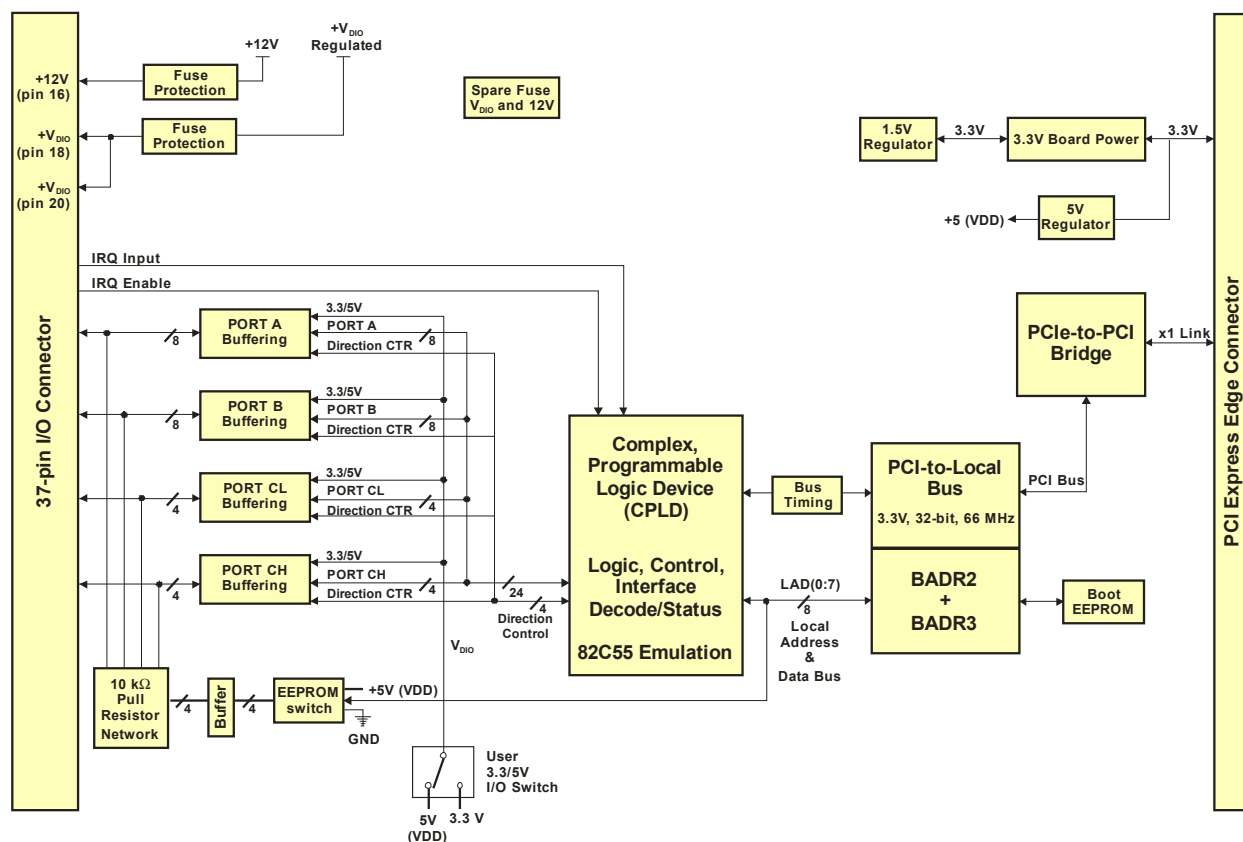 37-pin I/O Connector
+12V
(pin 16)
Fuse
Protection
+12V
+V_DIO
Regulated
+V_DIO
(pin 18)
Fuse
Protection
+V_DIO
(pin 20)
Spare Fuse
V_DIO and 12V
1.5V
Regulator
3.3V
3.3V Board Power
3.3V
+5 (VDD)
5V
Regulator
PCI Express Edge Connector
IRQ Input
IRQ Enable
8
PORT A
Buffering
3.3/5V
PORT A
8
Direction CTR
8
PORT B
Buffering
3.3/5V
PORT B
8
Direction CTR
4
PORT CL
Buffering
3.3/5V
PORT CL
4
Direction CTR
4
PORT CH
Buffering
3.3/5V
PORT CH
4
Direction CTR
24
4
Direction
Control
V_DIO
Complex,
Programmable
Logic Device
(CPLD)
Logic, Control,
Interface
Decode/Status
82C55 Emulation
PCIe-to-PCI
Bridge
x1 Link
PCI Bus
Bus
Timing
PCI-to-Local
Bus
3.3V, 32-bit, 66 MHz
LAD(0:7)
8
Local
Address
&
Data Bus
BADR2
+
BADR3
Boot
EEPROM
10 kΩ
Pull
Resistor
Network
4
Buffer
4
EEPROM
switch
+5V (VDD)
GND
User
3.3/5V
I/O Switch
5V
(VDD)
3.3 V